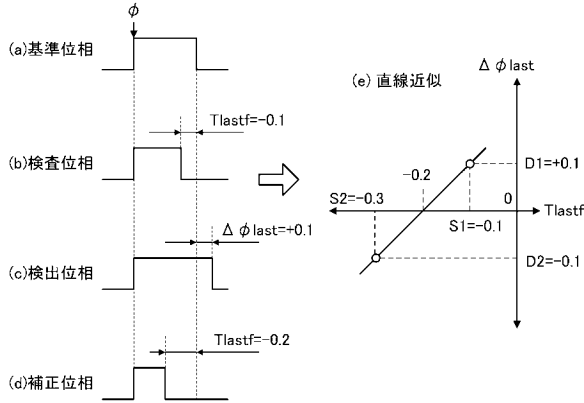 φ
(a)基準位相
Tlastf=-0.1
(b)検査位相
Δφlast=+0.1
(c)検出位相
Tlastf=-0.2
(d)補正位相
(e) 直線近似
Δφlast
D1=+0.1
-0.2
0
S2=-0.3
Tlastf
S1=-0.1
D2=-0.1